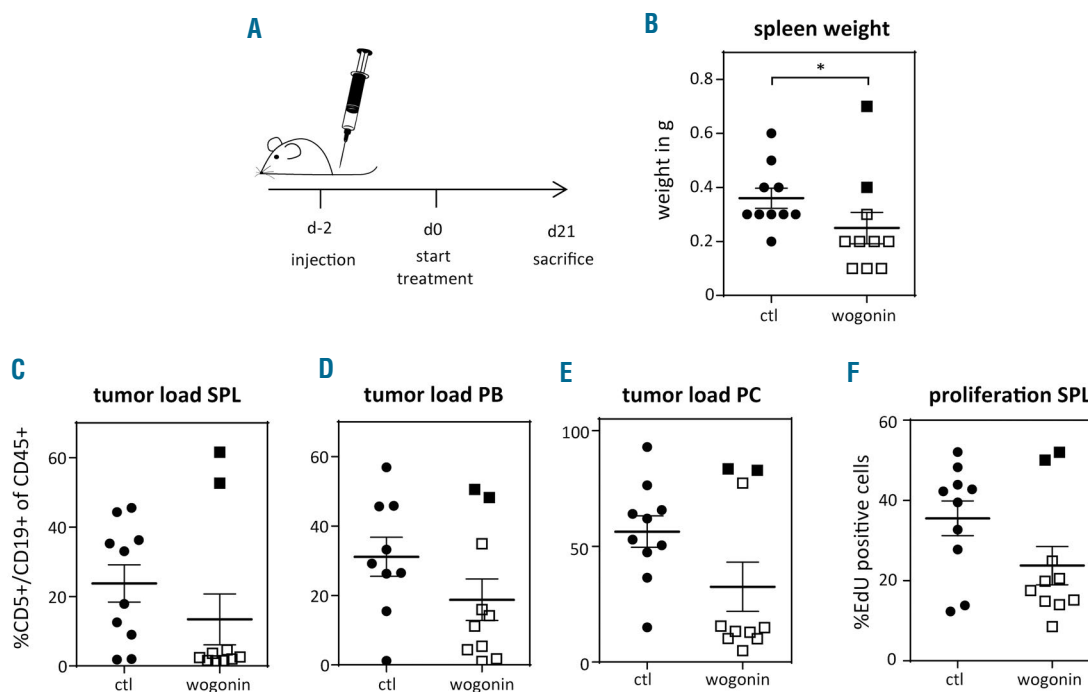 A
d-2
injection
d0
start
treatment
d21
sacrifice
B
spleen weight
*
weight in g
0.8
0.6
0.4
0.2
0
ctl
wogonin
C
tumor load SPL
%CD5+/CD19+ of CD45+
60
40
20
0
ctl
wogonin
D
tumor load PB
60
40
20
0
ctl
wogonin
E
tumor load PC
100
50
0
ctl
wogonin
F
proliferation SPL
%EdU positive cells
60
40
20
0
ctl
wogonin